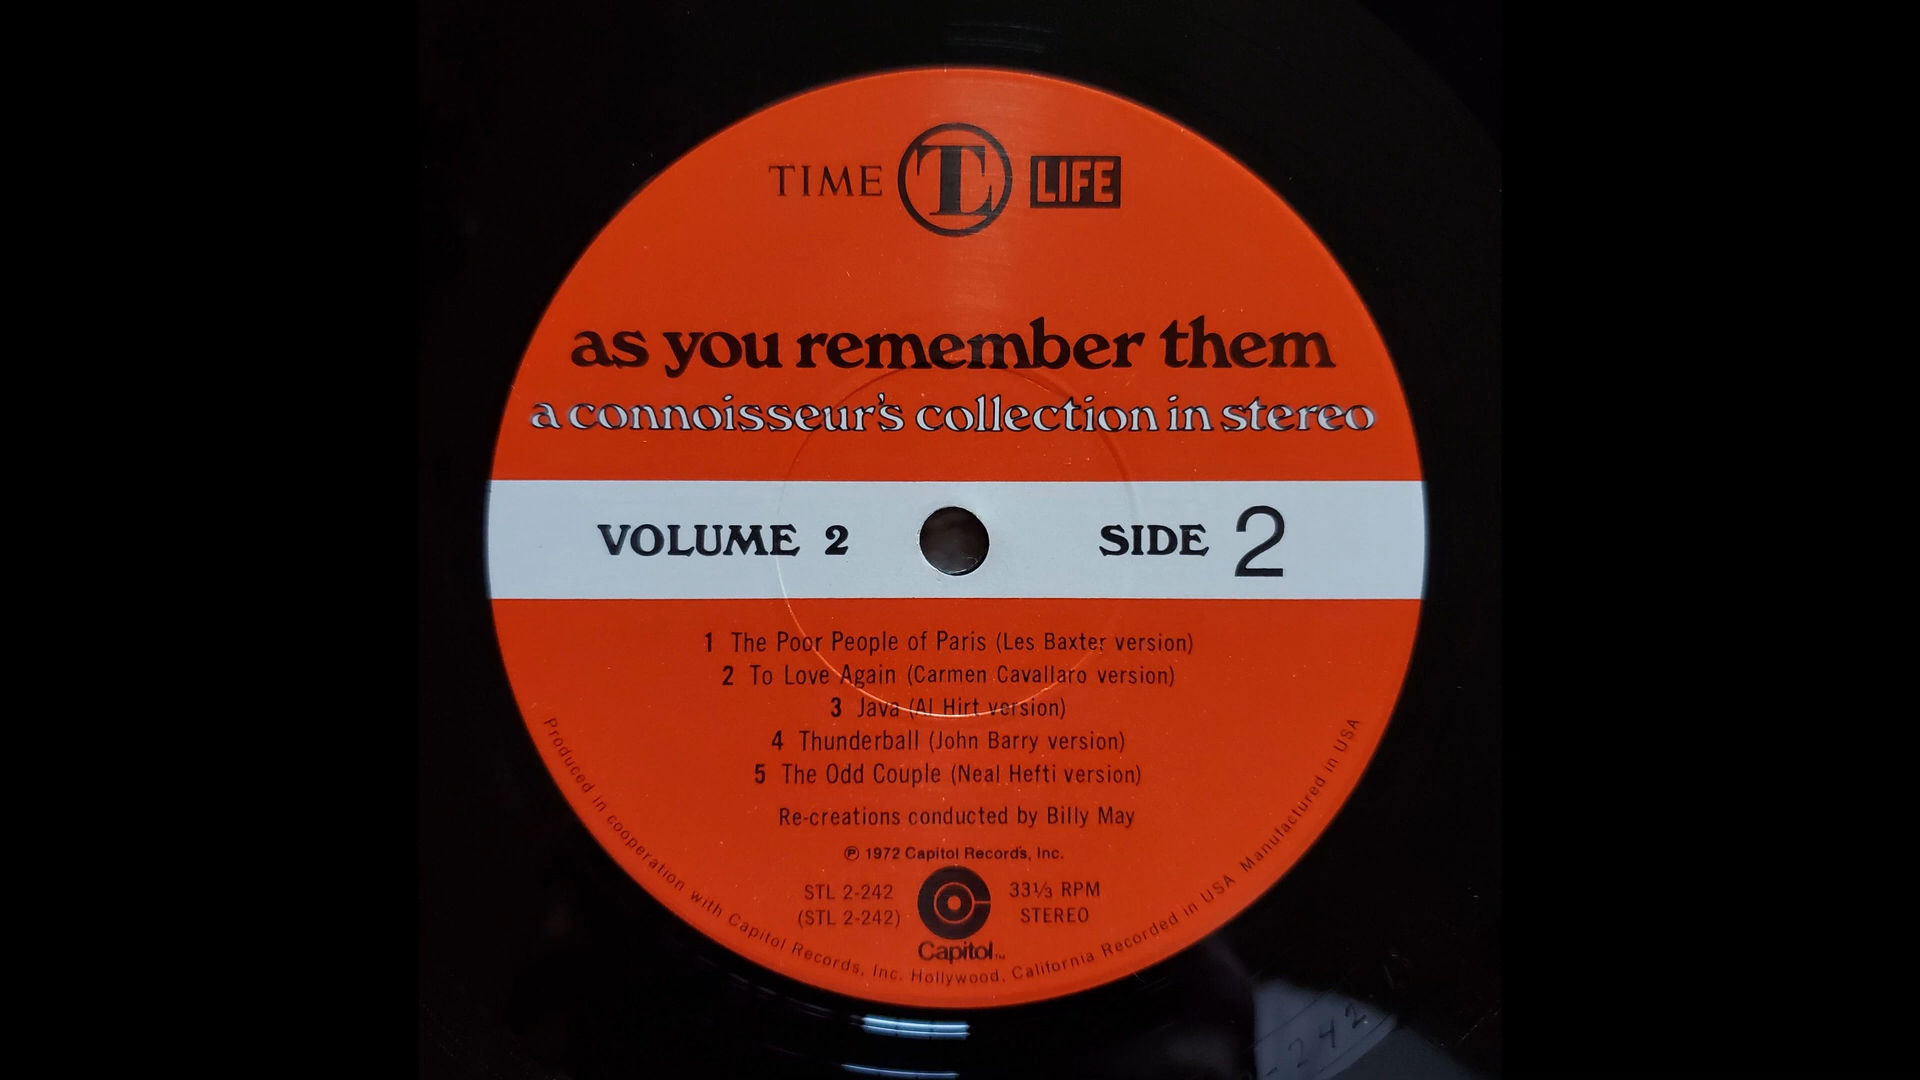 TIME TL LIFE
as you remember them
a connoisseur's collection in stereo
VOLUME 2 SIDE 2
1 The Poor People of Paris (Les Baxter version)
2 To Love Again (Carmen Cavallaro version)
3 Java (Al Hirt version)
4 Thunderball (John Barry version)
5 The Odd Couple (Neal Hefti version)
Re-creations conducted by Billy May
℗ 1972 Capitol Records, Inc.
STL 2-242 33⅓ RPM
(STL 2-242) STEREO
Capitol™
Produced in cooperation with Capitol Records, Inc. Hollywood, California Recorded in USA Manufactured in USA
-242